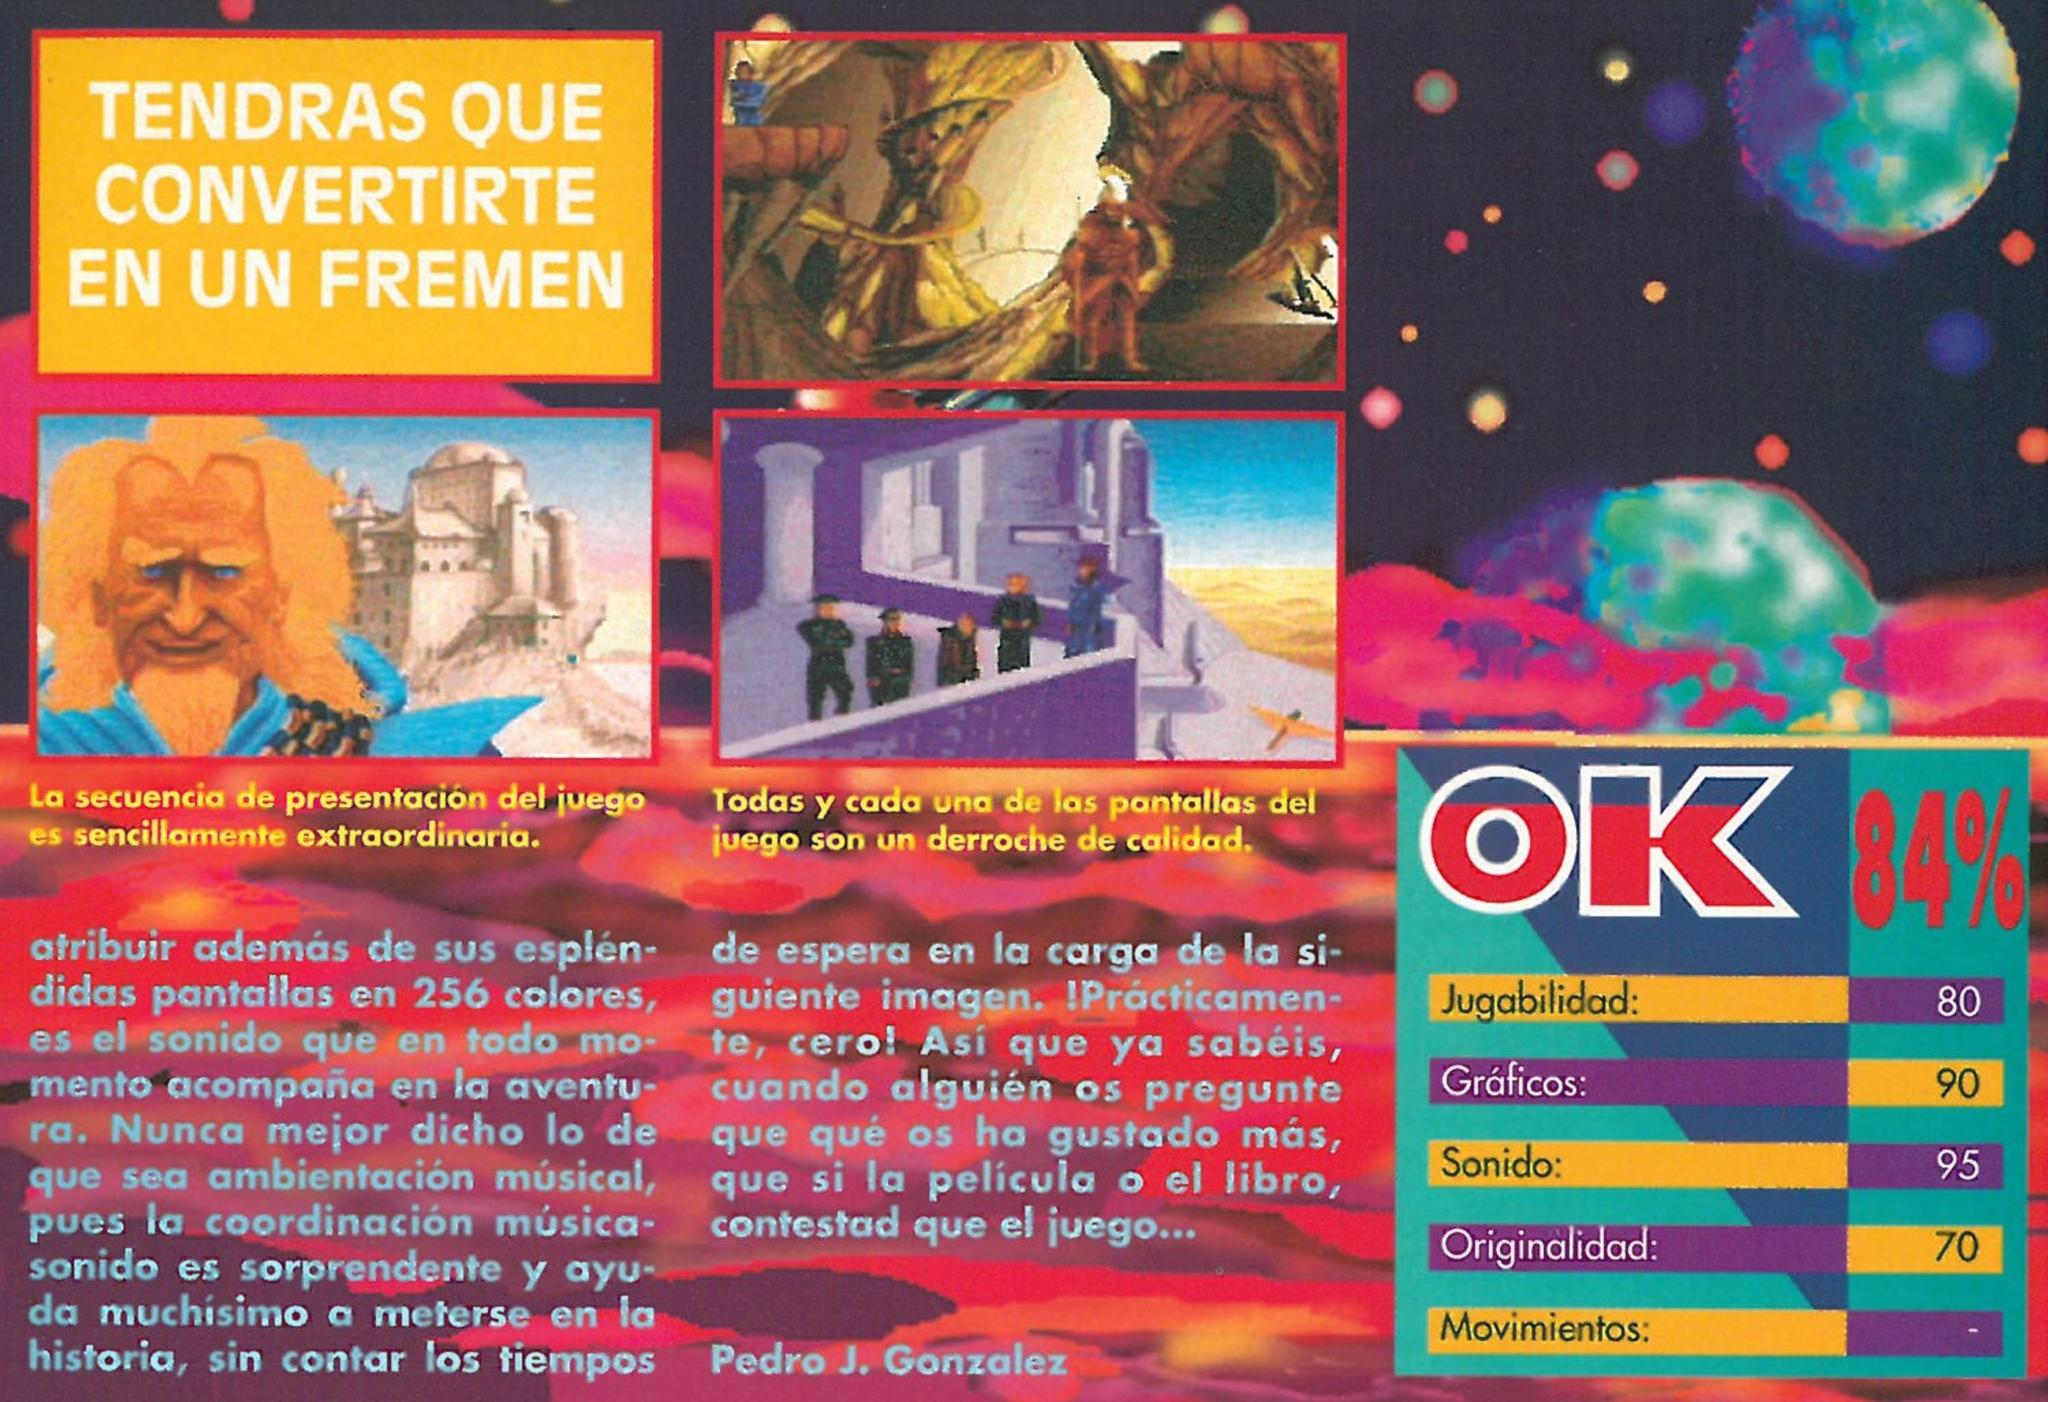 TENDRAS QUE
CONVERTIRTE
EN UN FREMEN
La secuencia de presentación del juego
es sencillamente extraordinaria.
Todas y cada una de las pantallas del
juego son un derroche de calidad.
atribuir además de sus esplén-
didas pantallas en 256 colores,
es el sonido que en todo mo-
mento acompaña en la aventu-
ra. Nunca mejor dicho lo de
que sea ambientación músical,
pues la coordinación música-
sonido es sorprendente y ayu-
da muchísimo a meterse en la
historia, sin contar los tiempos
de espera en la carga de la si-
guiente imagen. !Prácticamen-
te, cero! Así que ya sabéis,
cuando alguién os pregunte
que qué os ha gustado más,
que si la película o el libro,
contestad que el juego...
Pedro J. Gonzalez
OK 84%
Jugabilidad: 80
Gráficos: 90
Sonido: 95
Originalidad: 70
Movimientos: -